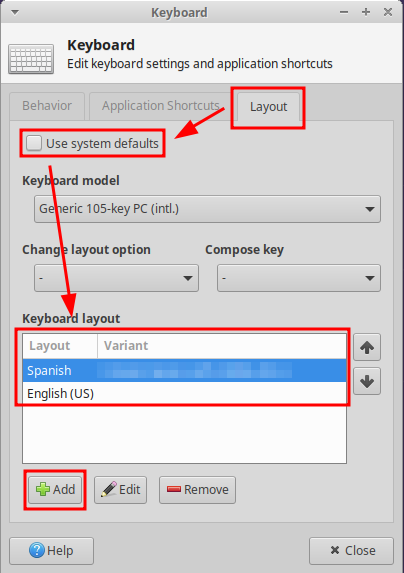 Keyboard
Keyboard
Edit keyboard settings and application shortcuts
Behavior Application Shortcuts Layout
Use system defaults
Keyboard model
Generic 105-key PC (intl.)
Change layout option Compose key
- -
Keyboard layout
Layout Variant
Spanish
English (US)
Add Edit Remove
Help Close